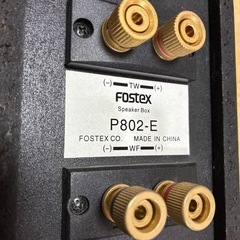 (-) TW (+)
FOSTEX
Speaker Box
P802-E
FOSTEX CO. MADE IN CHINA
(-) WF (+)